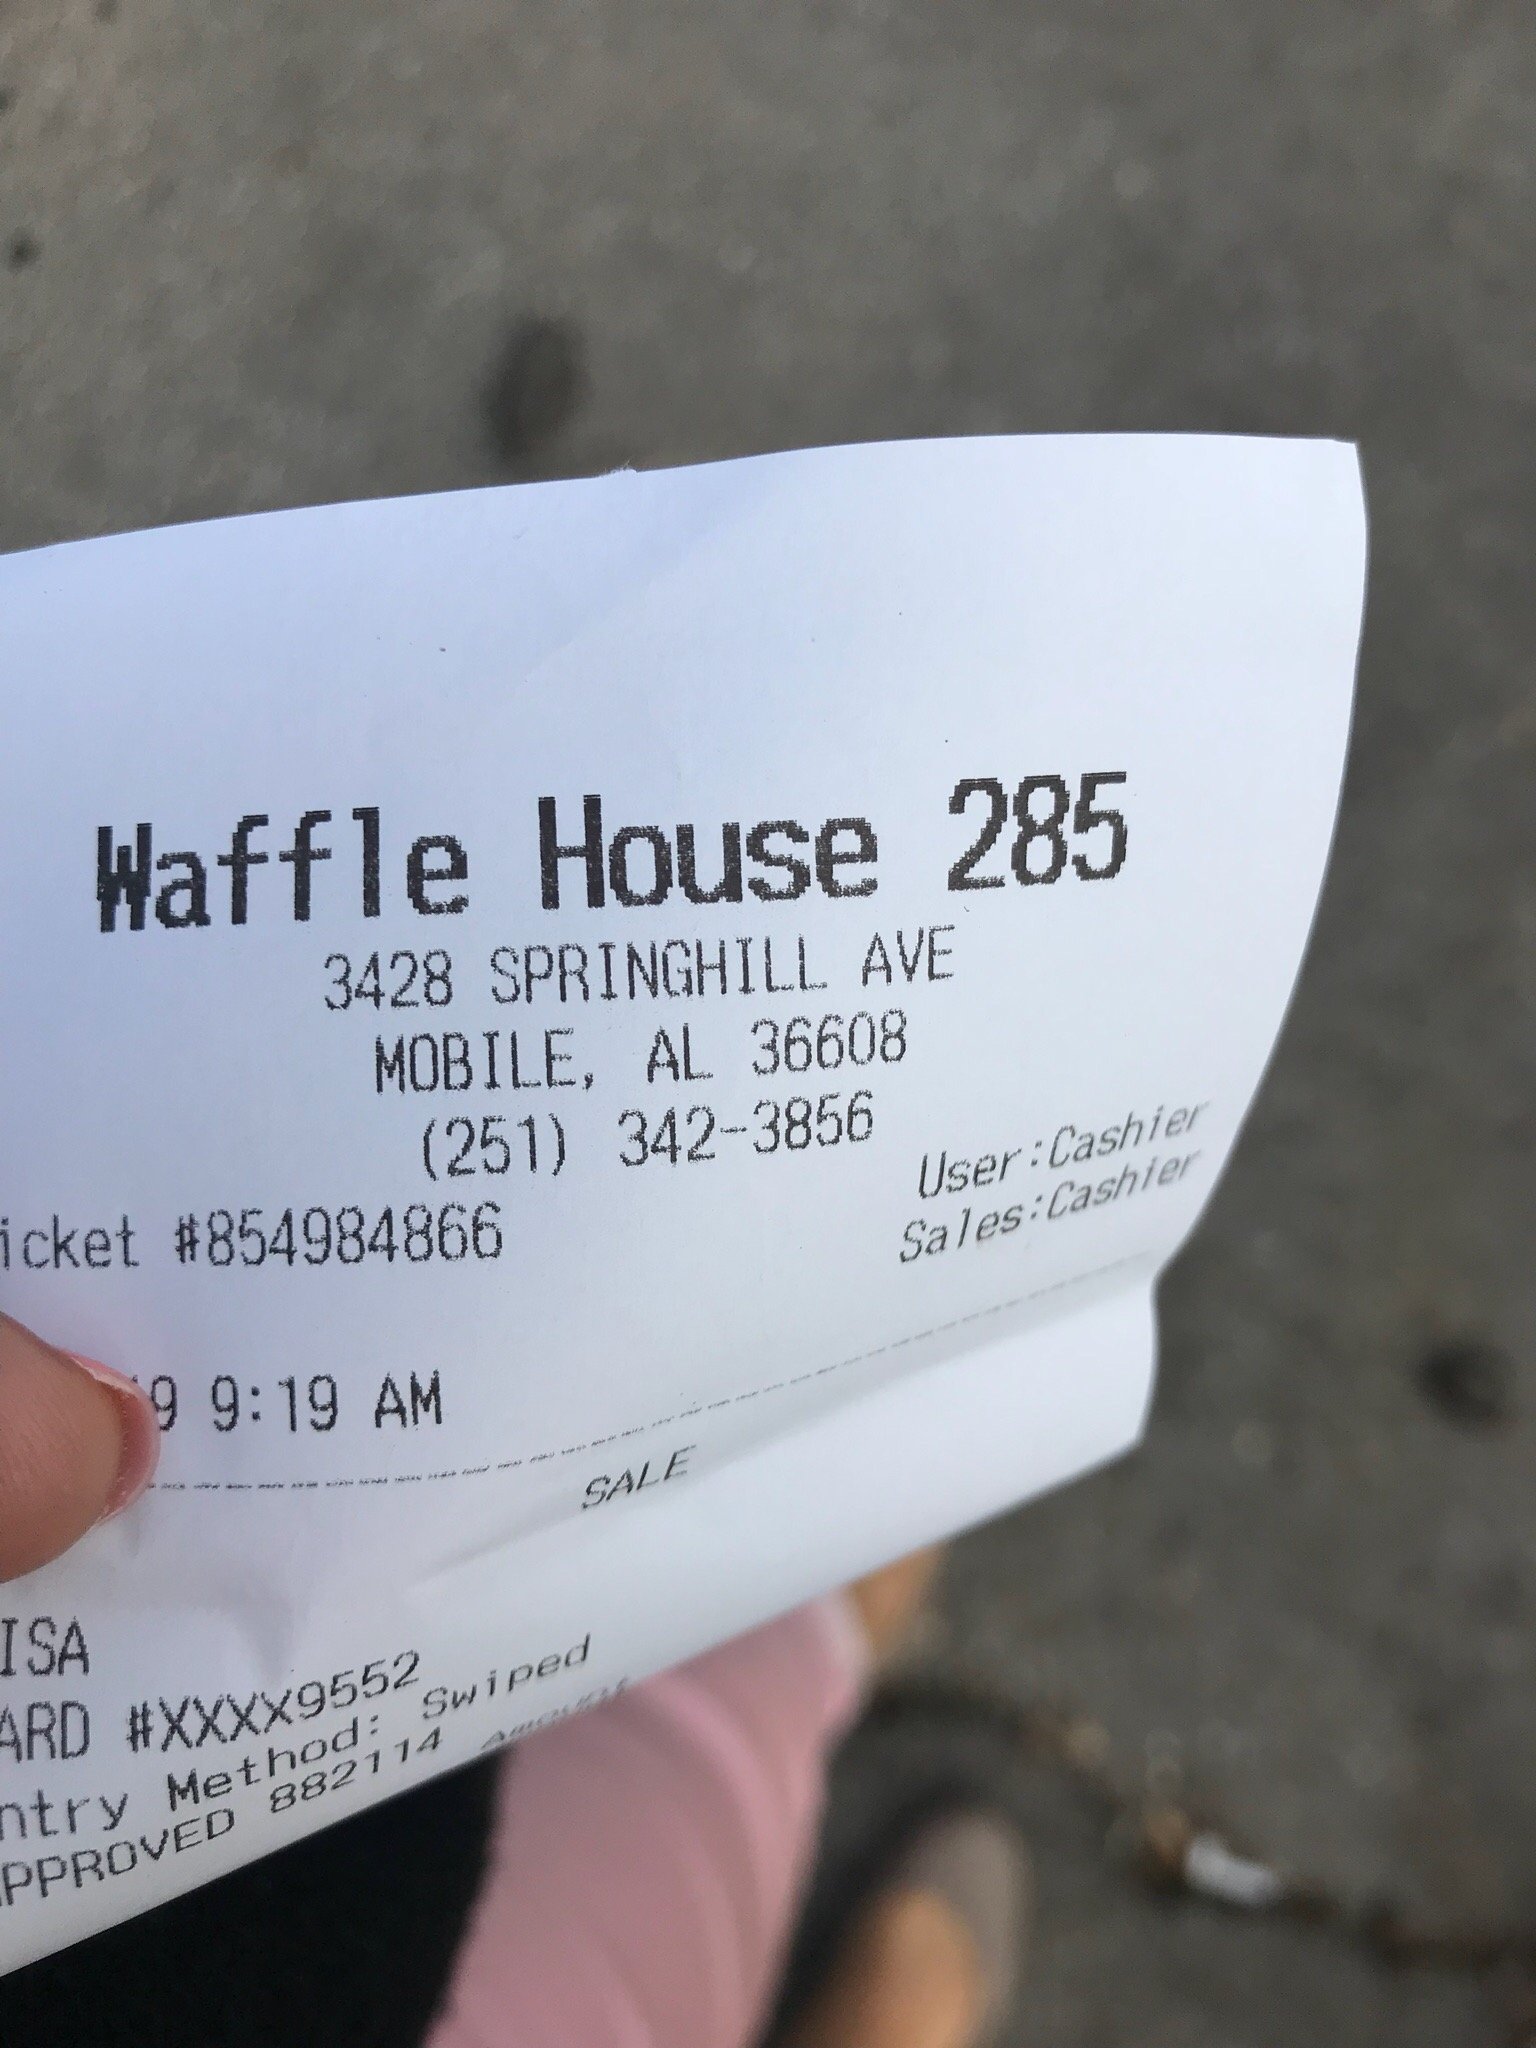 Waffle House 285
3428 SPRINGHILL AVE
MOBILE, AL 36608
(251) 342-3856
User:Cashier
Sales:Cashier
icket #854984866
19 9:19 AM
SALE
ISA
ARD #XXXX9552
ntry Method: Swiped
PPROVED 882114